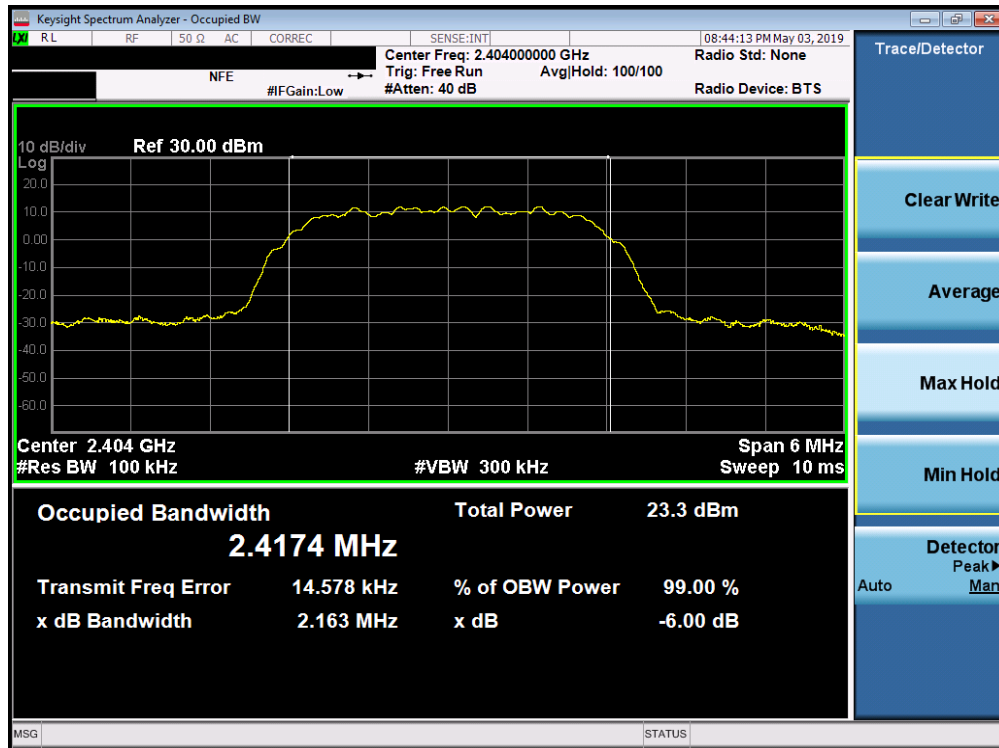 Keysight Spectrum Analyzer - Occupied BW
LXI RL RF 50 Ω AC CORREC SENSE:INT 08:44:13 PM May 03, 2019
Center Freq: 2.404000000 GHz Radio Std: None
NFE Trig: Free Run Avg|Hold: 100/100
#IFGain:Low #Atten: 40 dB Radio Device: BTS
10 dB/div Ref 30.00 dBm
Log
20.0
10.0
0.00
-10.0
-20.0
-30.0
-40.0
-50.0
-60.0
Center 2.404 GHz Span 6 MHz
#Res BW 100 kHz #VBW 300 kHz Sweep 10 ms
Occupied Bandwidth Total Power 23.3 dBm
2.4174 MHz
Transmit Freq Error 14.578 kHz % of OBW Power 99.00 %
x dB Bandwidth 2.163 MHz x dB -6.00 dB
Trace/Detector
Clear Write
Average
Max Hold
Min Hold
Detector
Peak▶
Auto Man
MSG STATUS